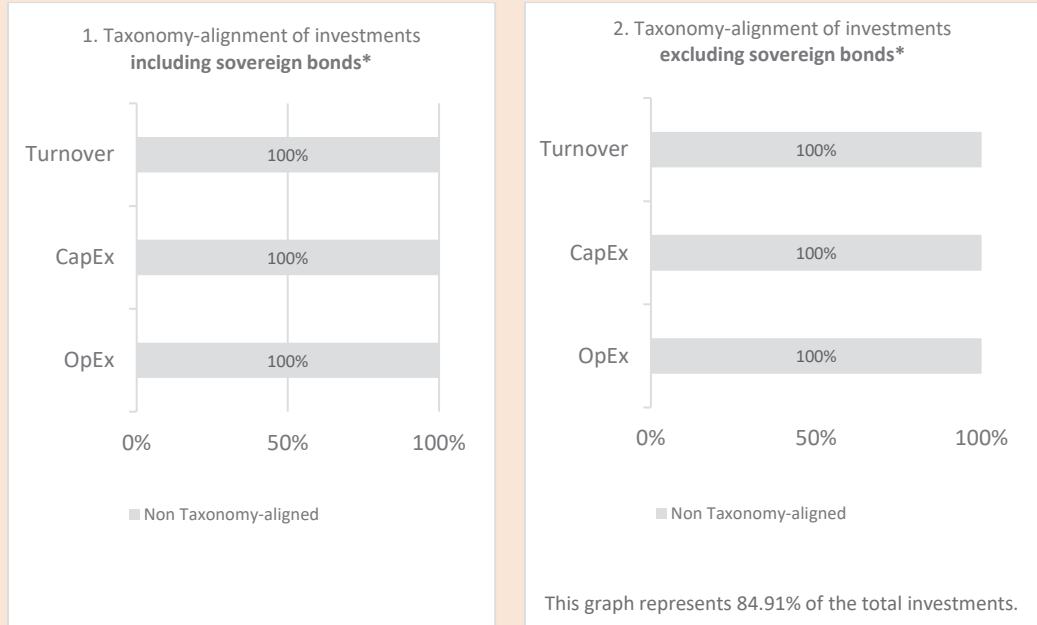 1. Taxonomy-alignment of investments
including sovereign bonds*
Turnover
100%
CapEx
100%
OpEx
100%
0%
50%
100%
Non Taxonomy-aligned
2. Taxonomy-alignment of investments
excluding sovereign bonds*
Turnover
100%
CapEx
100%
OpEx
100%
0%
50%
100%
Non Taxonomy-aligned
This graph represents 84.91% of the total investments.